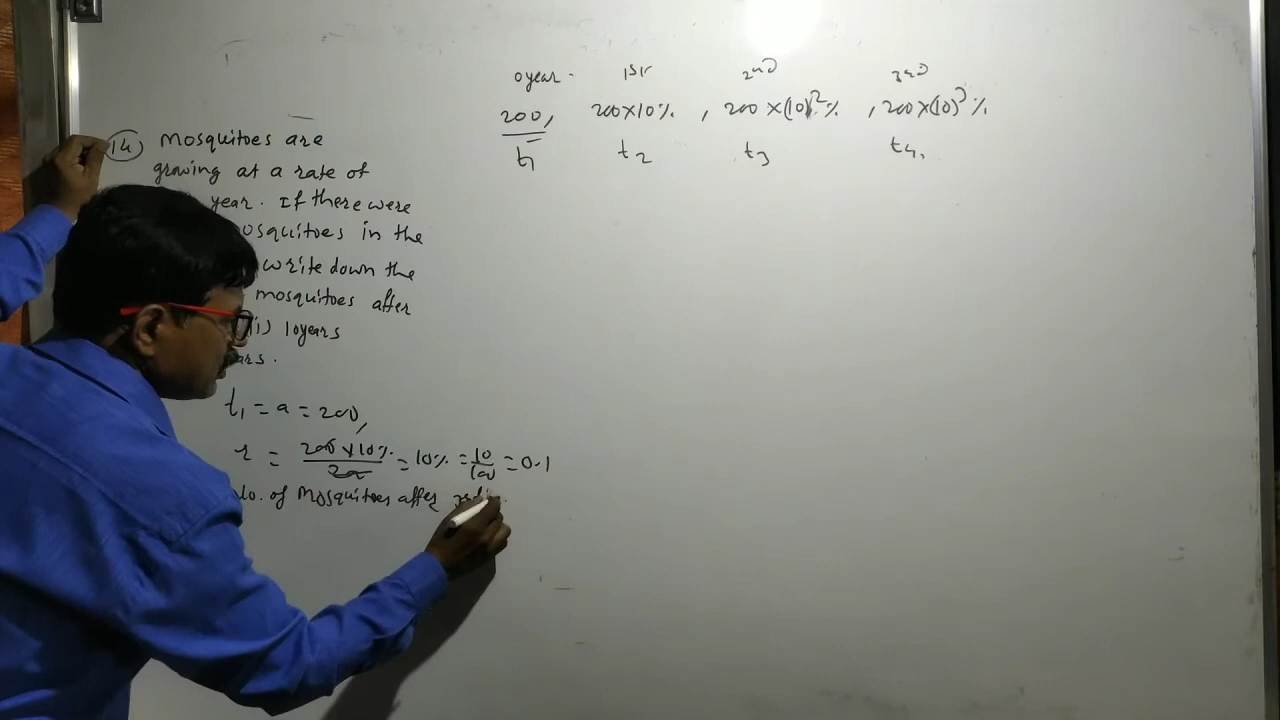 0 year. 1st 2nd 3rd
200, 200×10% , 200×(10)²% , 200×(10)³%
t1 t2 t3 t4.
14 Mosquitoes are
growing at a rate of
year. If there were
osquitoes in the
write down the
mosquitoes after
10years
ars.
t1 = a = 200,
r = 200×10%/200 = 10% = 10/100 = 0.1
No. of Mosquitoes after